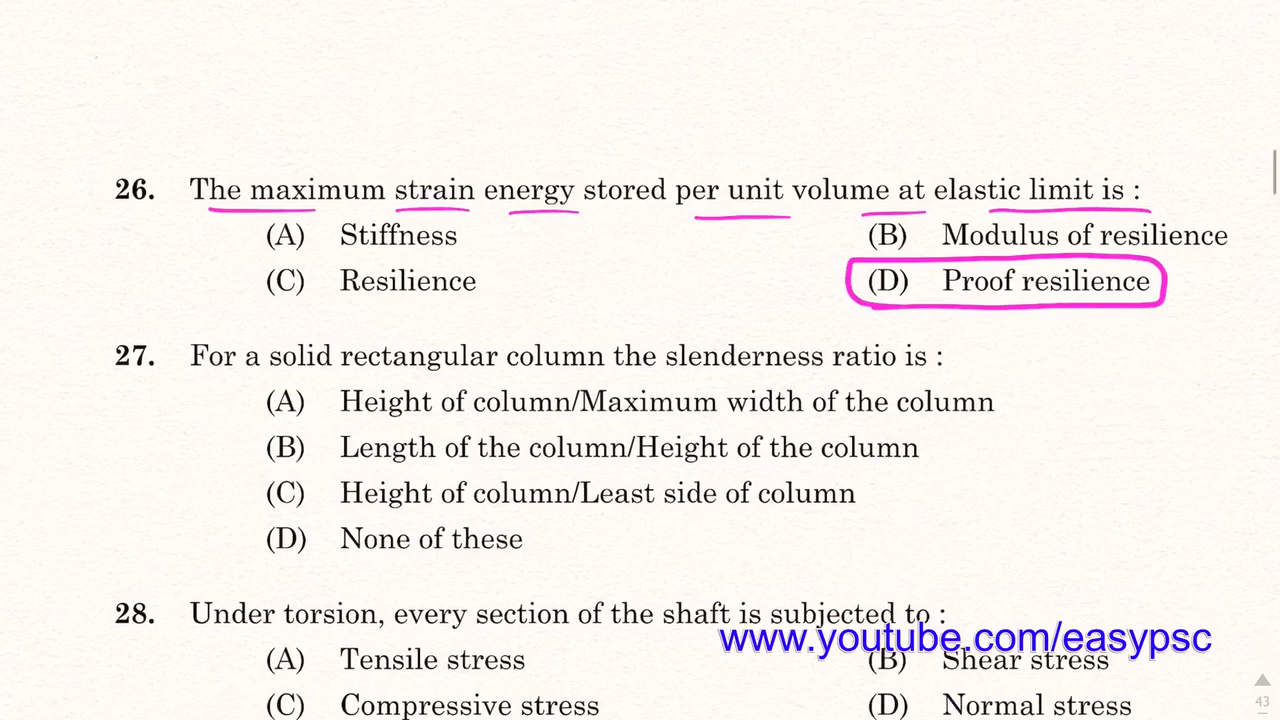 26. The maximum strain energy stored per unit volume at elastic limit is :
(A) Stiffness (B) Modulus of resilience
(C) Resilience (D) Proof resilience
27. For a solid rectangular column the slenderness ratio is :
(A) Height of column/Maximum width of the column
(B) Length of the column/Height of the column
(C) Height of column/Least side of column
(D) None of these
28. Under torsion, every section of the shaft is subjected to :
www.youtube.com/easypsc
(A) Tensile stress (B) Shear stress
(C) Compressive stress (D) Normal stress
43